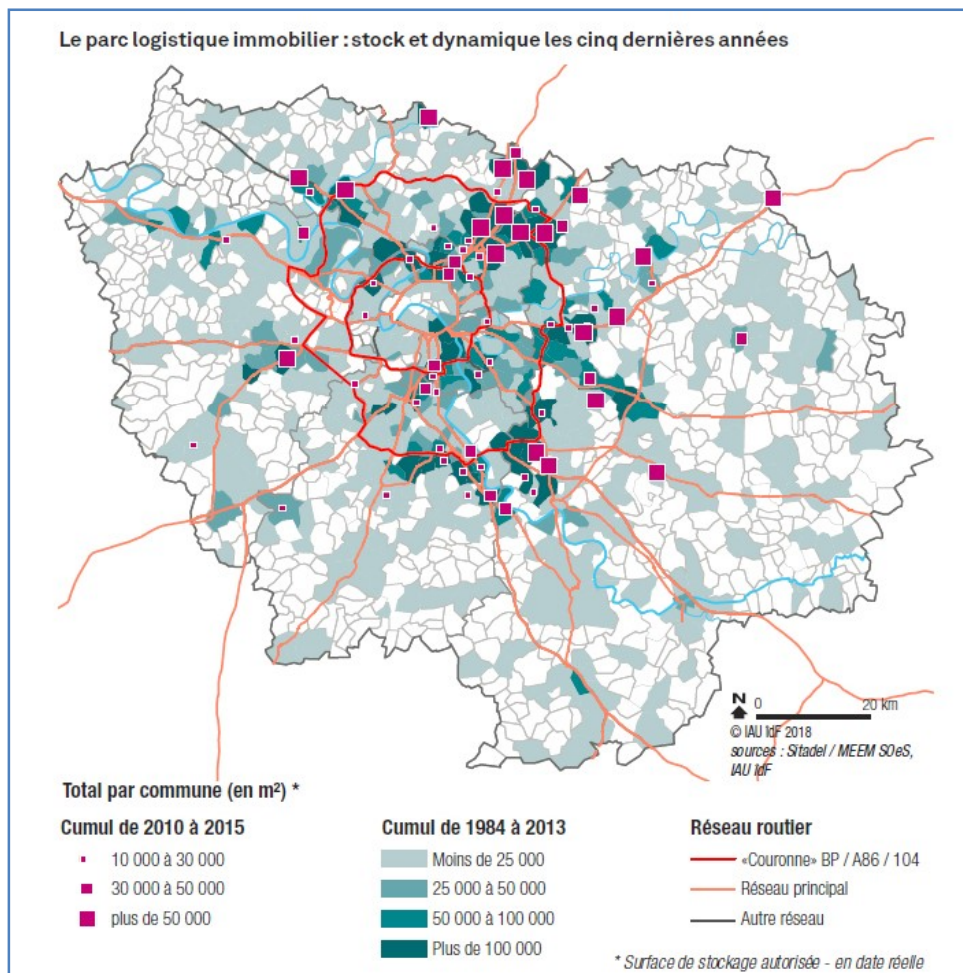 Le parc logistique immobilier : stock et dynamique les cinq dernières années
N
0 20 km
© IAU îdF 2018
sources : Sitadel / MEEM SOeS,
IAU îdF
Total par commune (en m²) *
Cumul de 2010 à 2015
10 000 à 30 000
30 000 à 50 000
plus de 50 000
Cumul de 1984 à 2013
Moins de 25 000
25 000 à 50 000
50 000 à 100 000
Plus de 100 000
Réseau routier
«Couronne» BP / A86 / 104
Réseau principal
Autre réseau
* Surface de stockage autorisée - en date réelle